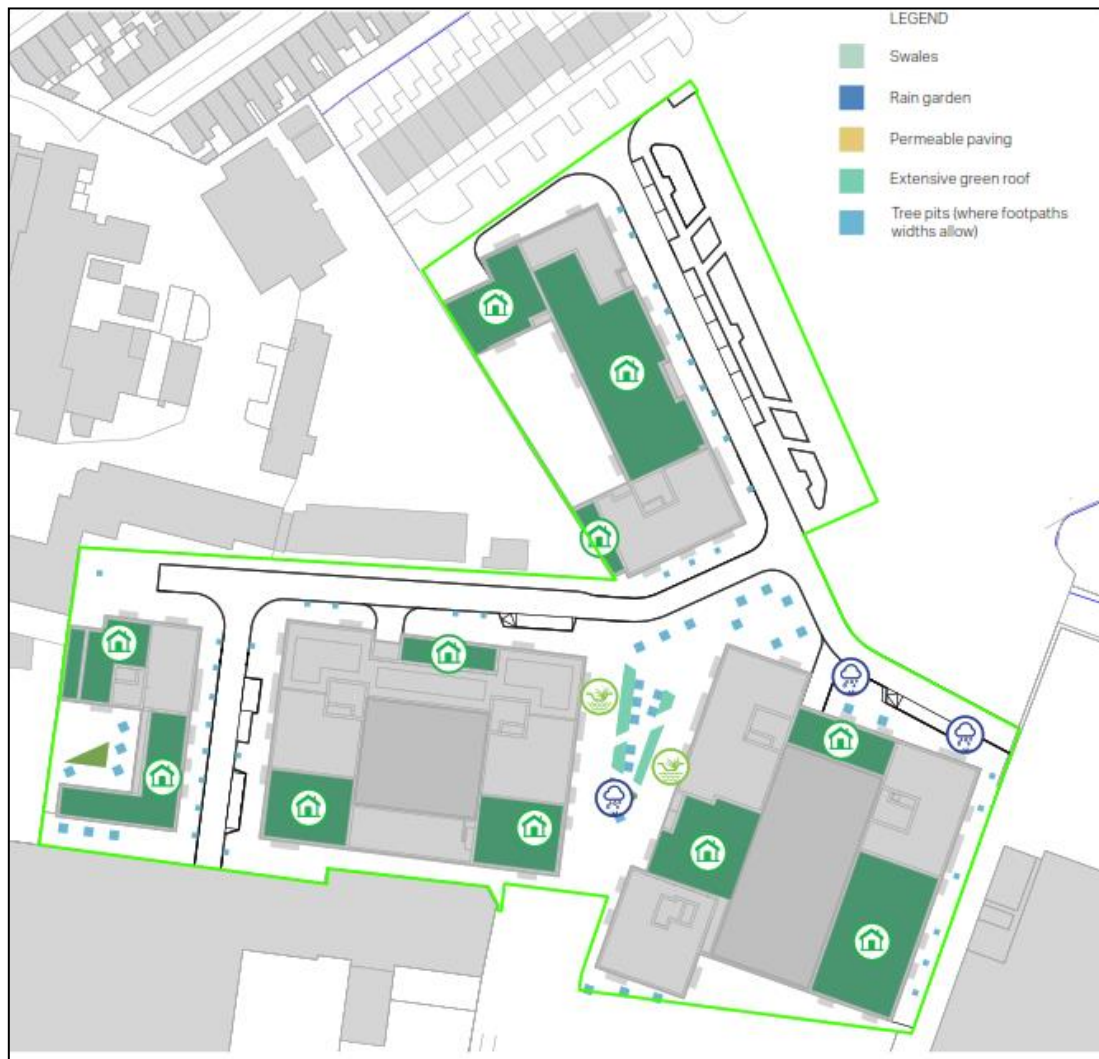 LEGEND
Swales
Rain garden
Permeable paving
Extensive green roof
Tree pits (where footpaths
widths allow)